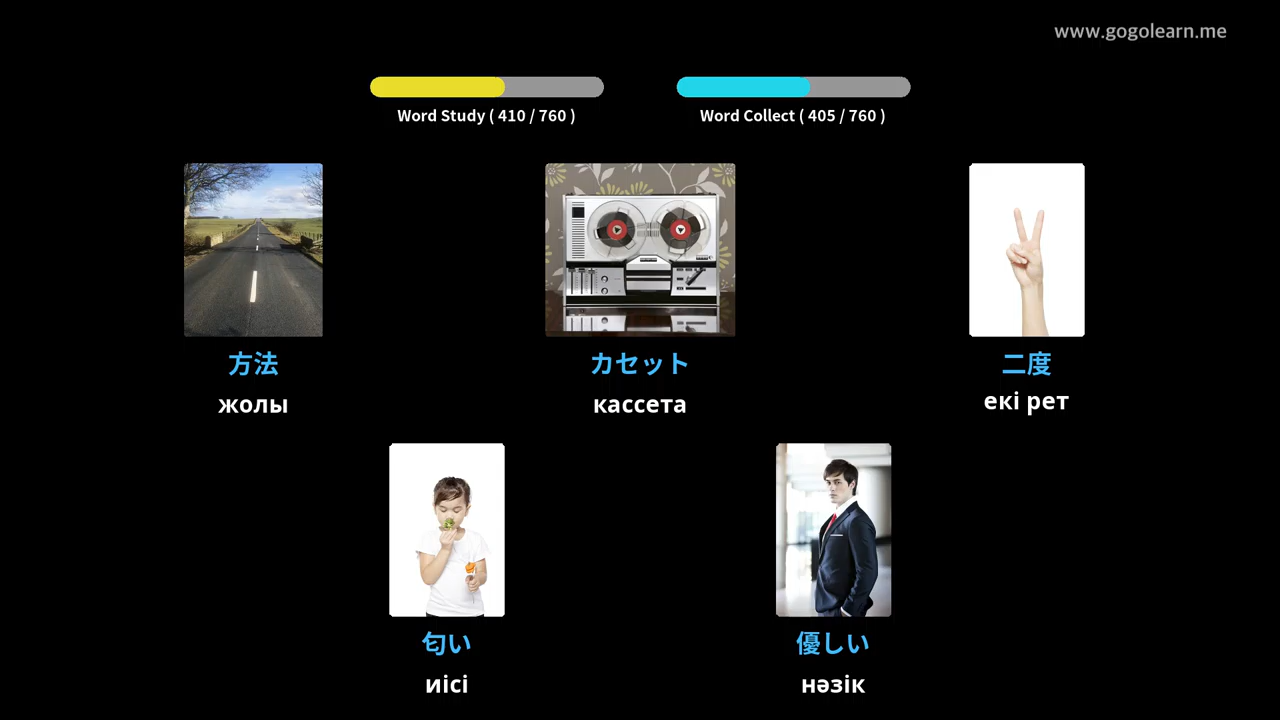 www.gogolearn.me
Word Study ( 410 / 760 )
Word Collect ( 405 / 760 )
方法
жолы
カセット
кассета
二度
екі рет
匂い
иісі
優しい
нәзік